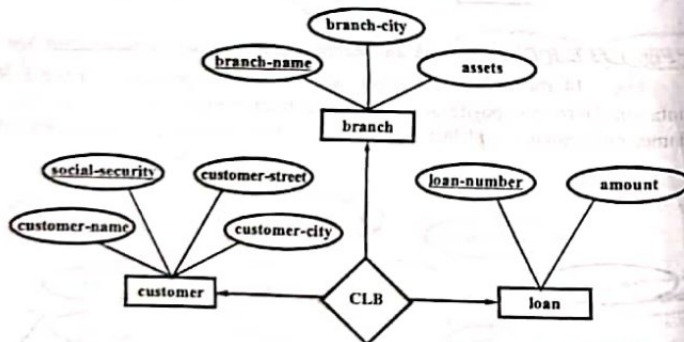 branch-city
branch-name
assets
branch
social-security
customer-street
loan-number
amount
customer-name
customer-city
customer
CLB
loan